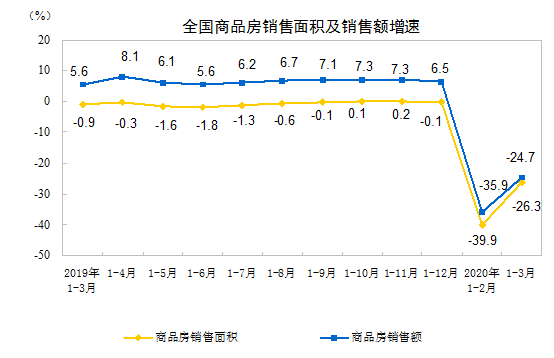 全国商品房销售面积及销售额增速
（%）
20
10
0
-10
-20
-30
-40
-50
5.6 8.1 6.1 5.6 6.2 6.7 7.1 7.3 7.3 6.5 -35.9 -24.7
-0.9 -0.3 -1.6 -1.8 -1.3 -0.6 -0.1 0.1 0.2 -0.1 -39.9 -26.3
2019年 1-4月 1-5月 1-6月 1-7月 1-8月 1-9月 1-10月 1-11月 1-12月 2020年 1-3月
1-3月 1-2月
商品房销售面积 商品房销售额